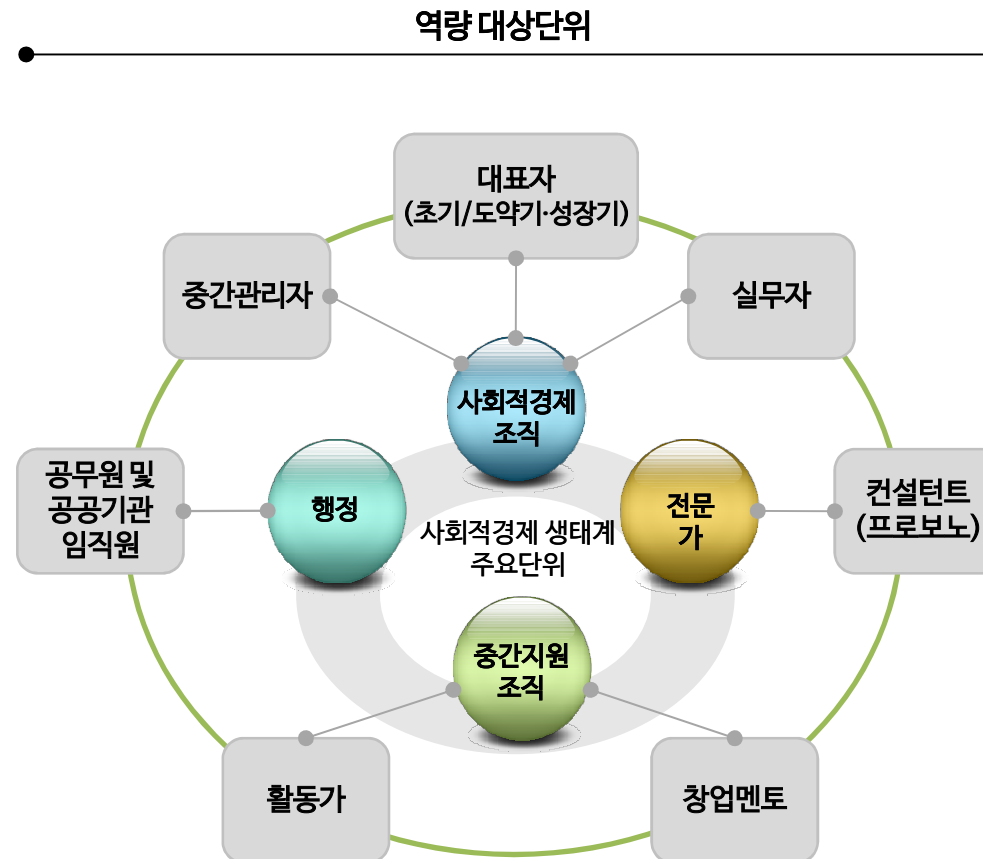 역량 대상단위
대표자
(초기/도약기·성장기)
중간관리자
실무자
사회적경제
조직
공무원 및
공공기관
임직원
행정
전문
가
컨설턴트
(프로보노)
사회적경제 생태계
주요단위
중간지원
조직
활동가
창업멘토